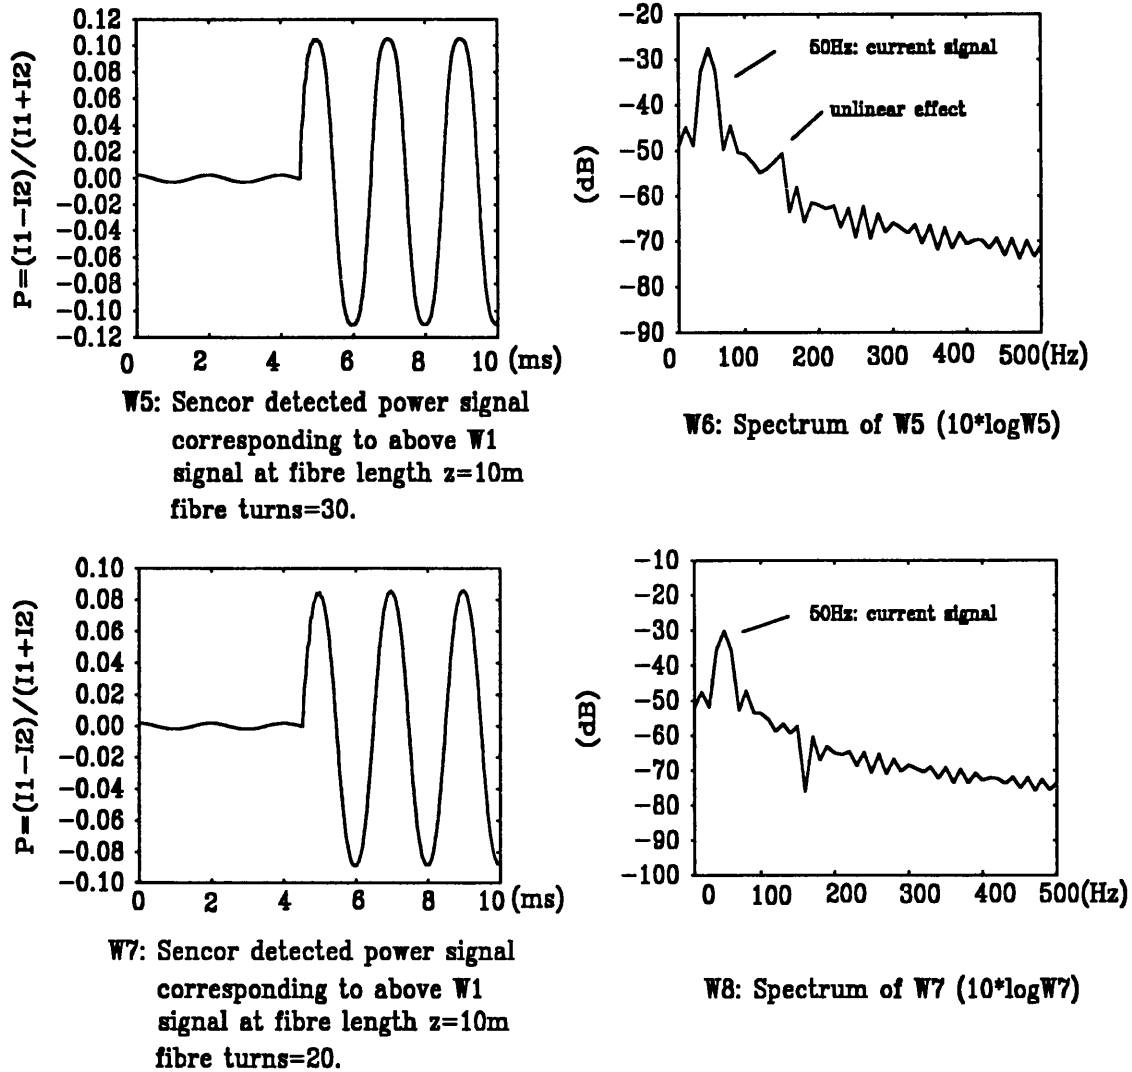 0.12
0.10
0.08
0.06
0.04
0.02
0.00
−0.02
−0.04
−0.06
−0.08
−0.10
−0.12
P=(I1−I2)/(I1+I2)
0 2 4 6 8 10 (ms)
W5: Sencor detected power signal
corresponding to above W1
signal at fibre length z=10m
fibre turns=30.
−20
−30
−40
−50
−60
−70
−80
−90
(dB)
50Hz: current signal
unlinear effect
0 100 200 300 400 500(Hz)
W6: Spectrum of W5 (10*logW5)
0.10
0.08
0.06
0.04
0.02
0.00
−0.02
−0.04
−0.06
−0.08
−0.10
P=(I1−I2)/(I1+I2)
0 2 4 6 8 10 (ms)
W7: Sencor detected power signal
corresponding to above W1
signal at fibre length z=10m
fibre turns=20.
−10
−20
−30
−40
−50
−60
−70
−80
−90
−100
(dB)
50Hz: current signal
0 100 200 300 400 500(Hz)
W8: Spectrum of W7 (10*logW7)